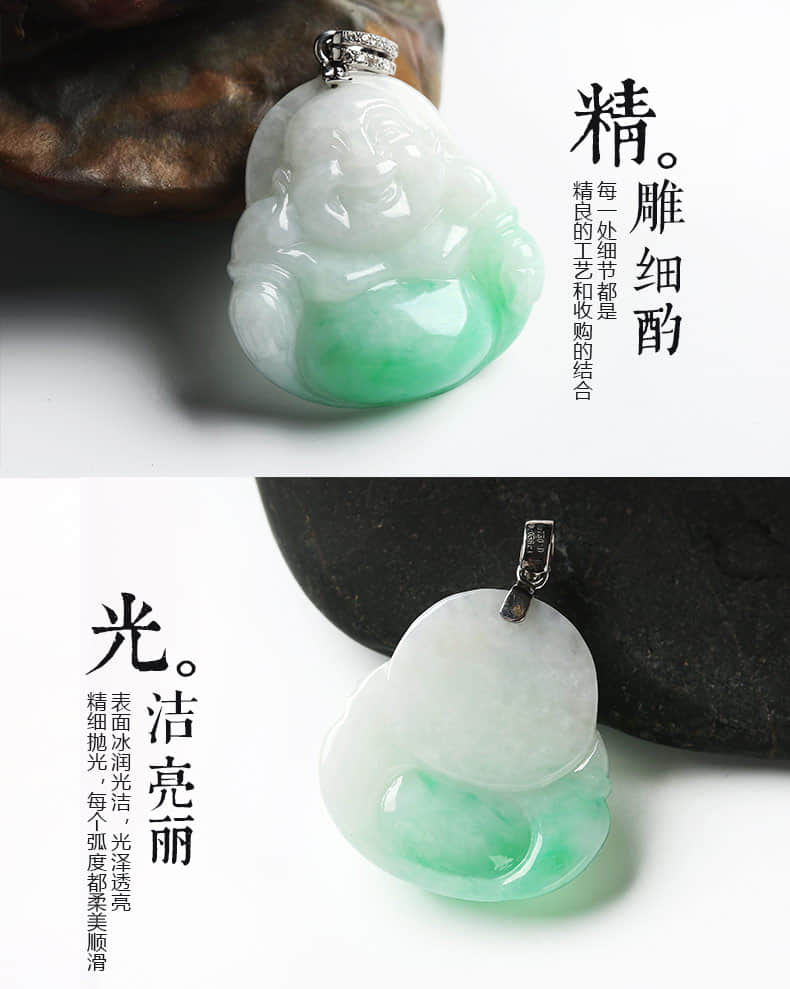 精。
雕细酌
每一处细节都是
精良的工艺和收购的结合
光。
洁亮丽
表面冰润光洁，光泽透亮
精细抛光，每个弧度都柔美顺滑